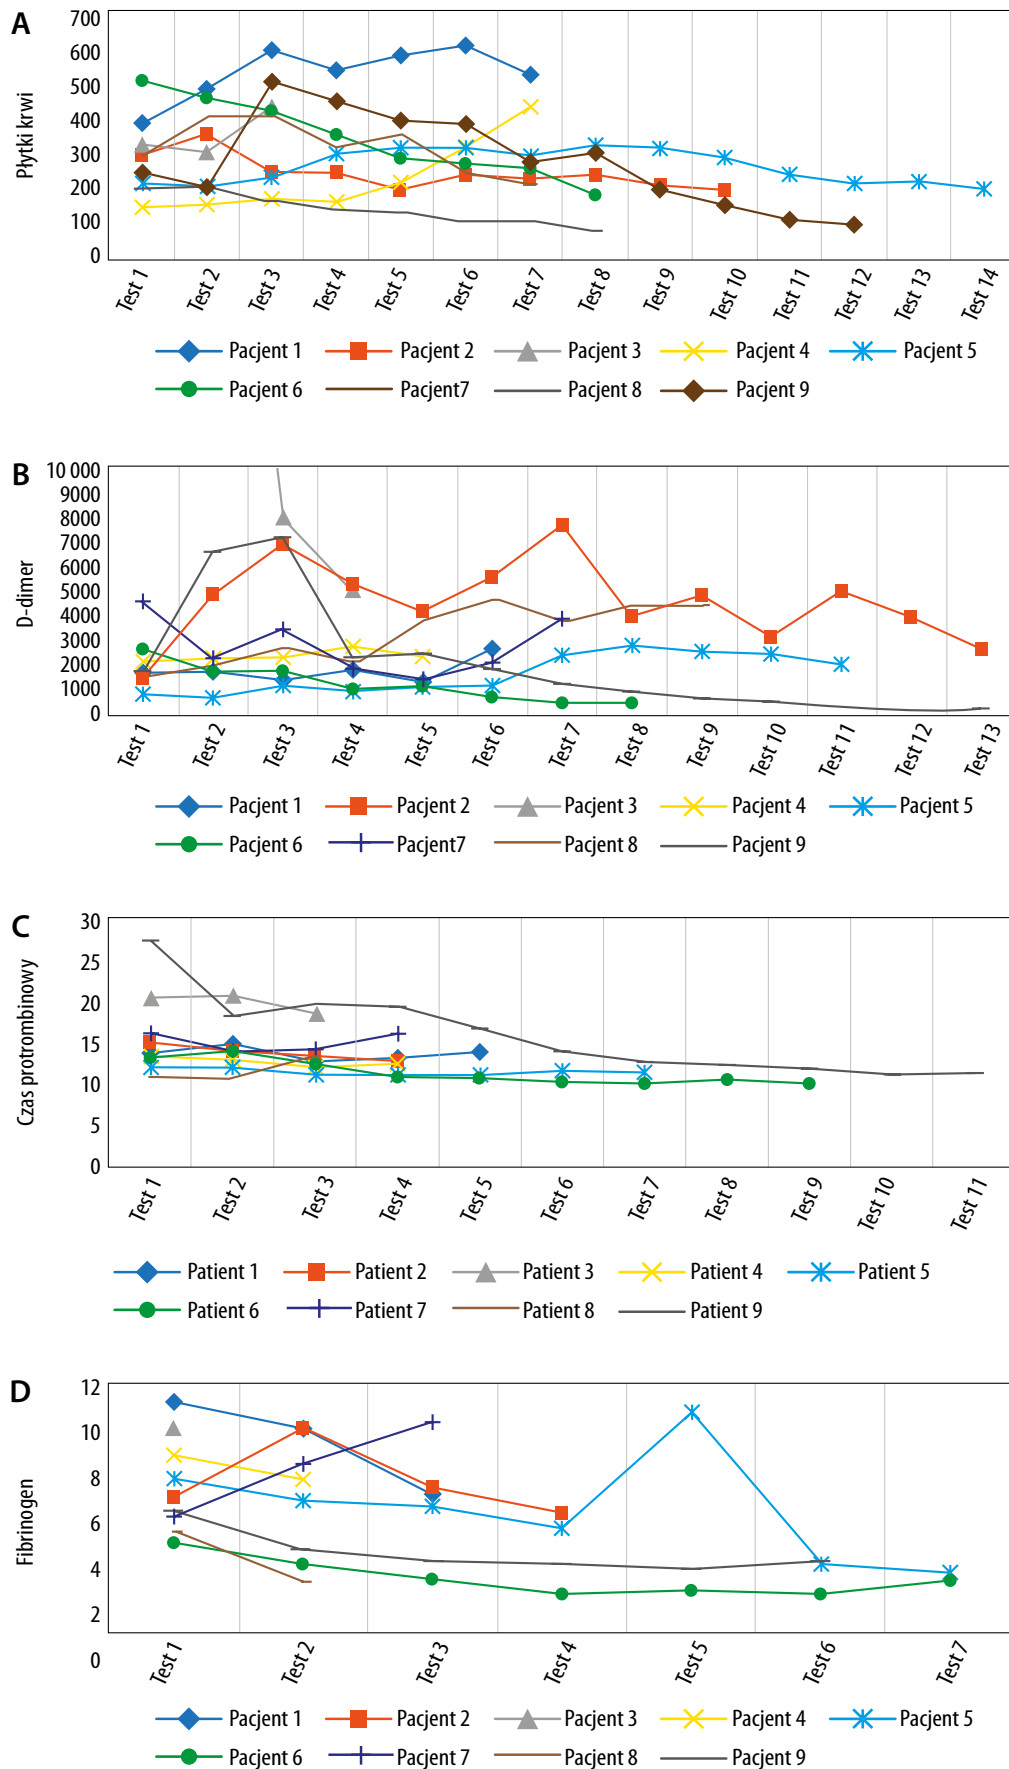 A
Płytki krwi
700
600
500
400
300
200
100
0
Test 1 Test 2 Test 3 Test 4 Test 5 Test 6 Test 7 Test 8 Test 9 Test 10 Test 11 Test 12 Test 13 Test 14
Pacjent 1 Pacjent 2 Pacjent 3 Pacjent 4 Pacjent 5
Pacjent 6 Pacjent7 Pacjent 8 Pacjent 9
B
D-dimer
10 000
9000
8000
7000
6000
5000
4000
3000
2000
1000
0
Test 1 Test 2 Test 3 Test 4 Test 5 Test 6 Test 7 Test 8 Test 9 Test 10 Test 11 Test 12 Test 13
Pacjent 1 Pacjent 2 Pacjent 3 Pacjent 4 Pacjent 5
Pacjent 6 Pacjent7 Pacjent 8 Pacjent 9
C
Czas protrombinowy
30
25
20
15
10
5
0
Test 1 Test 2 Test 3 Test 4 Test 5 Test 6 Test 7 Test 8 Test 9 Test 10 Test 11
Patient 1 Patient 2 Patient 3 Patient 4 Patient 5
Patient 6 Patient 7 Patient 8 Patient 9
D
Fibrinogen
12
10
8
6
4
2
0
Test 1 Test 2 Test 3 Test 4 Test 5 Test 6 Test 7
Pacjent 1 Pacjent 2 Pacjent 3 Pacjent 4 Pacjent 5
Pacjent 6 Pacjent 7 Pacjent 8 Pacjent 9